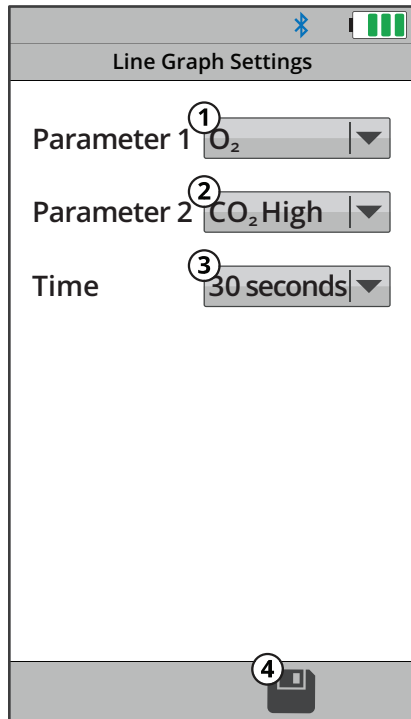 Line Graph Settings
1
Parameter 1 O₂
2
Parameter 2 CO₂ High
3
Time 30 seconds
4